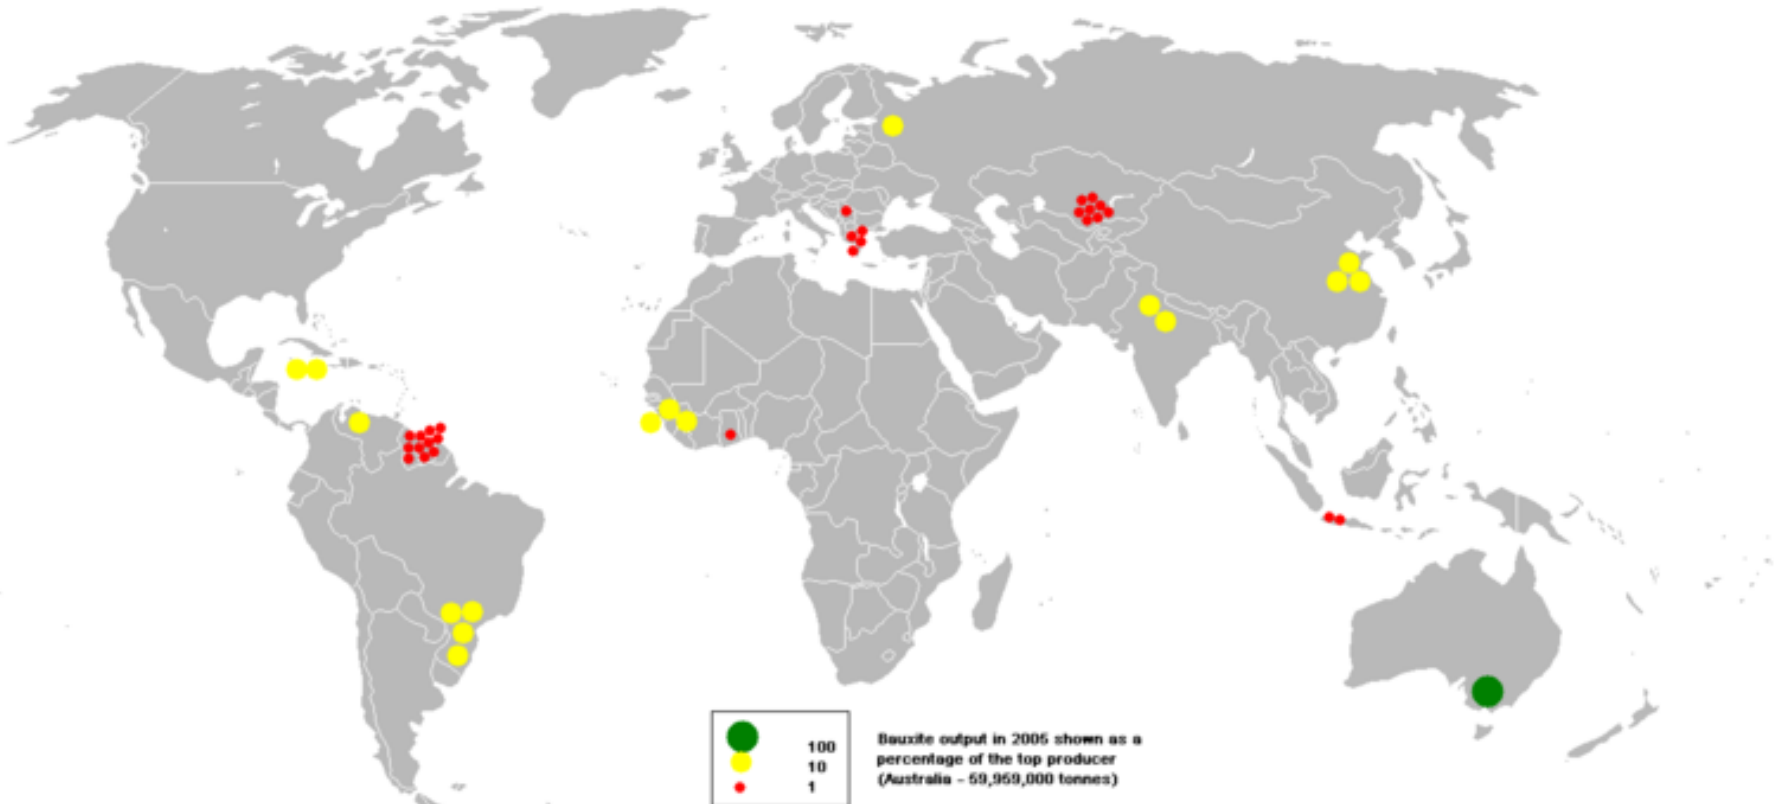 100
10
1
Bauxite output in 2005 shown as a
percentage of the top producer
(Australia - 59,959,000 tonnes)